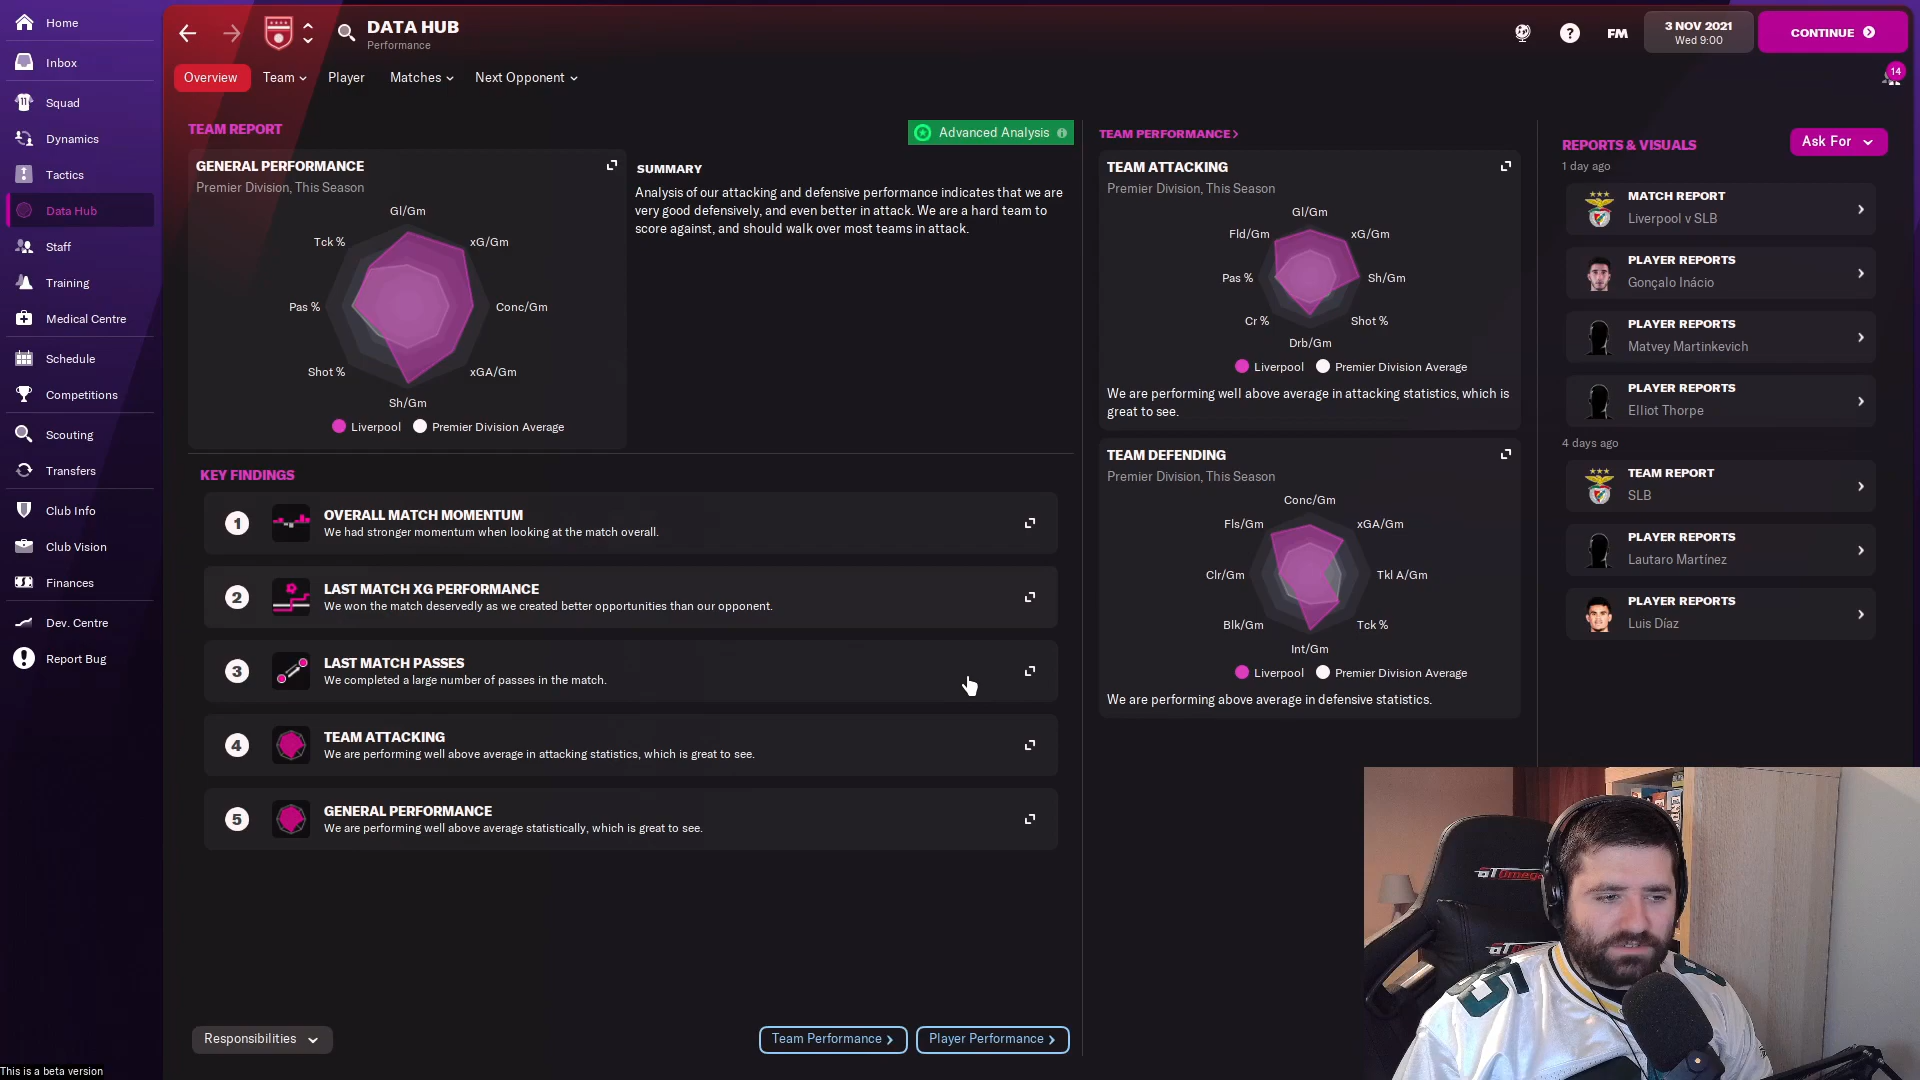 Home
Inbox
Squad
Dynamics
Tactics
Data Hub
Staff
Training
Medical Centre
Schedule
Competitions
Scouting
Transfers
Club Info
Club Vision
Finances
Dev. Centre
Report Bug
This is a beta version
DATA HUB
Performance
FM
3 NOV 2021
Wed 9:00
CONTINUE
14
Overview
Team
Player
Matches
Next Opponent
TEAM REPORT
Advanced Analysis
GENERAL PERFORMANCE
Premier Division, This Season
Gl/Gm
Tck %
xG/Gm
Pas %
Conc/Gm
Shot %
xGA/Gm
Sh/Gm
Liverpool
Premier Division Average
SUMMARY
Analysis of our attacking and defensive performance indicates that we are
very good defensively, and even better in attack. We are a hard team to
score against, and should walk over most teams in attack.
KEY FINDINGS
1
OVERALL MATCH MOMENTUM
We had stronger momentum when looking at the match overall.
2
LAST MATCH XG PERFORMANCE
We won the match deservedly as we created better opportunities than our opponent.
3
LAST MATCH PASSES
We completed a large number of passes in the match.
4
TEAM ATTACKING
We are performing well above average in attacking statistics, which is great to see.
5
GENERAL PERFORMANCE
We are performing well above average statistically, which is great to see.
Responsibilities
Team Performance
Player Performance
TEAM PERFORMANCE
TEAM ATTACKING
Premier Division, This Season
Gl/Gm
Fld/Gm
xG/Gm
Pas %
Sh/Gm
Cr %
Shot %
Drb/Gm
Liverpool
Premier Division Average
We are performing well above average in attacking statistics, which is
great to see.
TEAM DEFENDING
Premier Division, This Season
Conc/Gm
Fls/Gm
xGA/Gm
Clr/Gm
Tkl A/Gm
Blk/Gm
Tck %
Int/Gm
Liverpool
Premier Division Average
We are performing above average in defensive statistics.
REPORTS & VISUALS
Ask For
1 day ago
MATCH REPORT
Liverpool v SLB
PLAYER REPORTS
Gonçalo Inácio
PLAYER REPORTS
Matvey Martinkevich
PLAYER REPORTS
Elliot Thorpe
4 days ago
TEAM REPORT
SLB
PLAYER REPORTS
Lautaro Martínez
PLAYER REPORTS
Luis Díaz
GTOmega